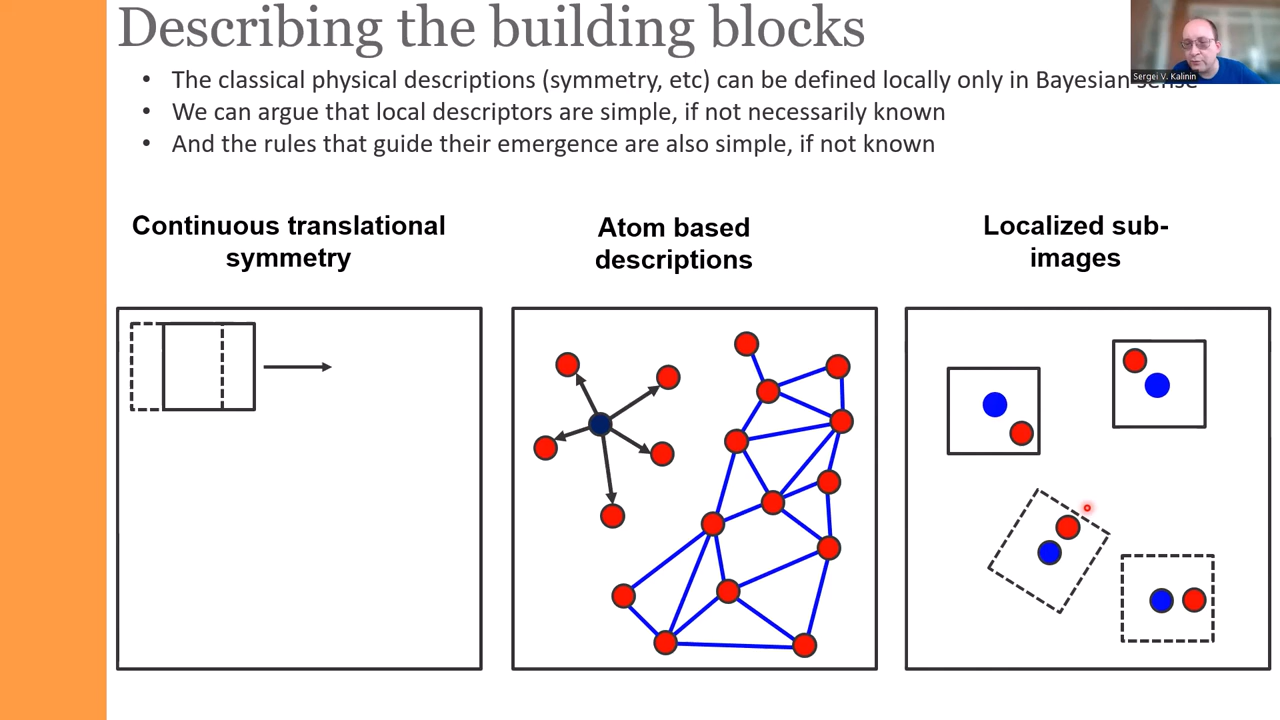 Describing the building blocks
• The classical physical descriptions (symmetry, etc) can be defined locally only in Bayesian sense
• We can argue that local descriptors are simple, if not necessarily known
• And the rules that guide their emergence are also simple, if not known
Sergei V. Kalinin
Continuous translational
symmetry
Atom based
descriptions
Localized sub-
images